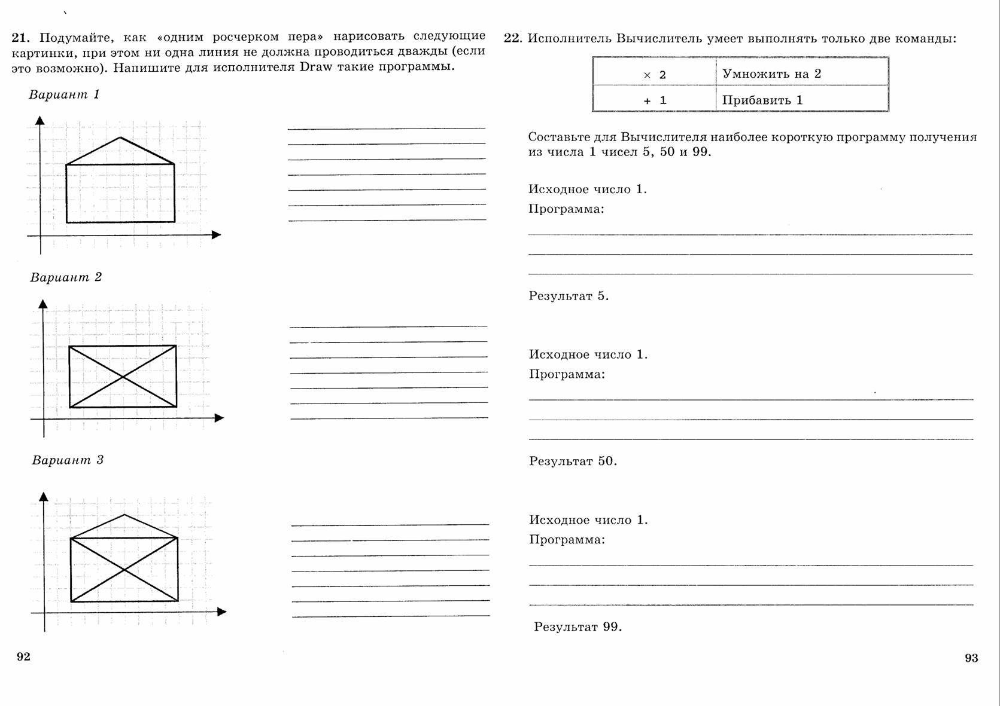 21. Подумайте, как «одним росчерком пера» нарисовать следующие
картинки, при этом ни одна линия не должна проводиться дважды (если
это возможно). Напишите для исполнителя Draw такие программы.
Вариант 1
Вариант 2
Вариант 3
92
22. Исполнитель Вычислитель умеет выполнять только две команды:
× 2 Умножить на 2
+ 1 Прибавить 1
Составьте для Вычислителя наиболее короткую программу получения
из числа 1 чисел 5, 50 и 99.
Исходное число 1.
Программа:
Результат 5.
Исходное число 1.
Программа:
Результат 50.
Исходное число 1.
Программа:
Результат 99.
93